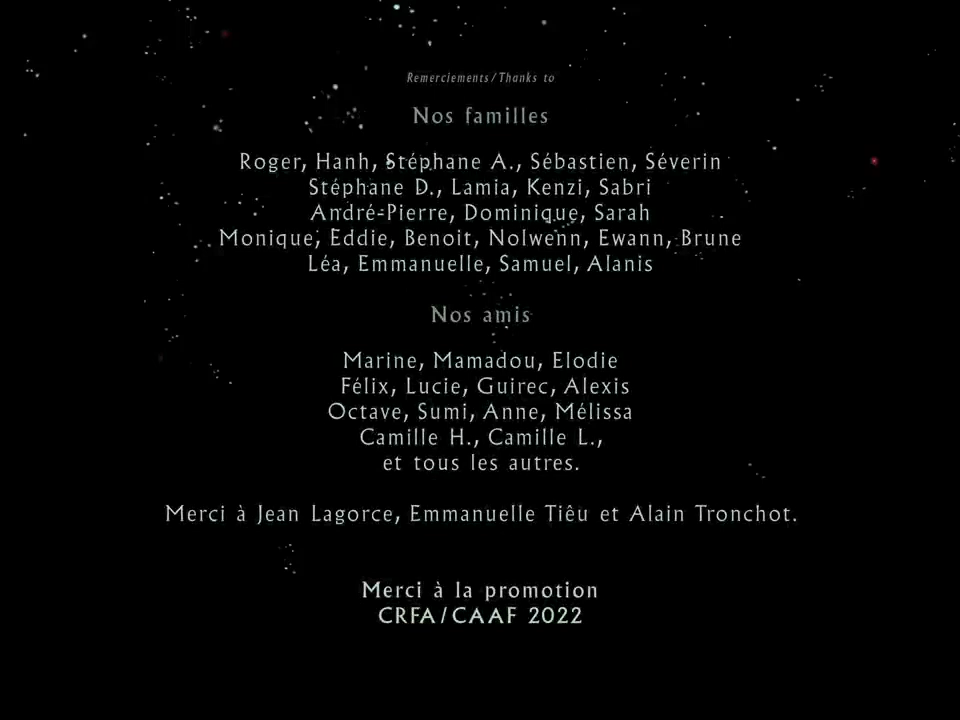 Remerciements/Thanks to
Nos familles
Roger, Hanh, Stéphane A., Sébastien, Séverin
Stéphane D., Lamia, Kenzi, Sabri
André-Pierre, Dominique, Sarah
Monique, Eddie, Benoit, Nolwenn, Ewann, Brune
Léa, Emmanuelle, Samuel, Alanis
Nos amis
Marine, Mamadou, Elodie
Félix, Lucie, Guirec, Alexis
Octave, Sumi, Anne, Mélissa
Camille H., Camille L.,
et tous les autres.
Merci à Jean Lagorce, Emmanuelle Tiêu et Alain Tronchot.
Merci à la promotion
CRFA/CAAF 2022